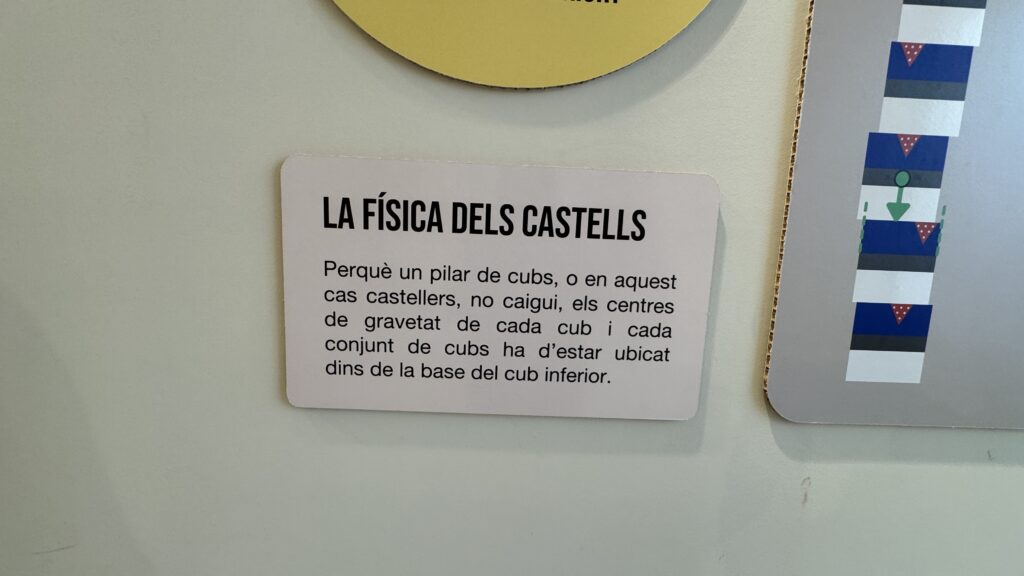 LA FÍSICA DELS CASTELLS
Perquè un pilar de cubs, o en aquest
cas castellers, no caigui, els centres
de gravetat de cada cub i cada
conjunt de cubs ha d'estar ubicat
dins de la base del cub inferior.